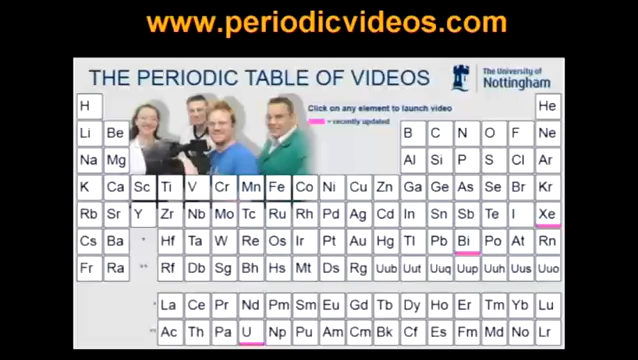 www.periodicvideos.com
THE PERIODIC TABLE OF VIDEOS
The University of
Nottingham
Click on any element to launch video
= recently updated
H He
Li Be B C N O F Ne
Na Mg Al Si P S Cl Ar
K Ca Sc Ti V Cr Mn Fe Co Ni Cu Zn Ga Ge As Se Br Kr
Rb Sr Y Zr Nb Mo Tc Ru Rh Pd Ag Cd In Sn Sb Te I Xe
Cs Ba * Hf Ta W Re Os Ir Pt Au Hg Tl Pb Bi Po At Rn
Fr Ra ** Rf Db Sg Bh Hs Mt Ds Rg Uub Uut Uuq Uup Uuh Uus Uuo
* La Ce Pr Nd Pm Sm Eu Gd Tb Dy Ho Er Tm Yb Lu
** Ac Th Pa U Np Pu Am Cm Bk Cf Es Fm Md No Lr